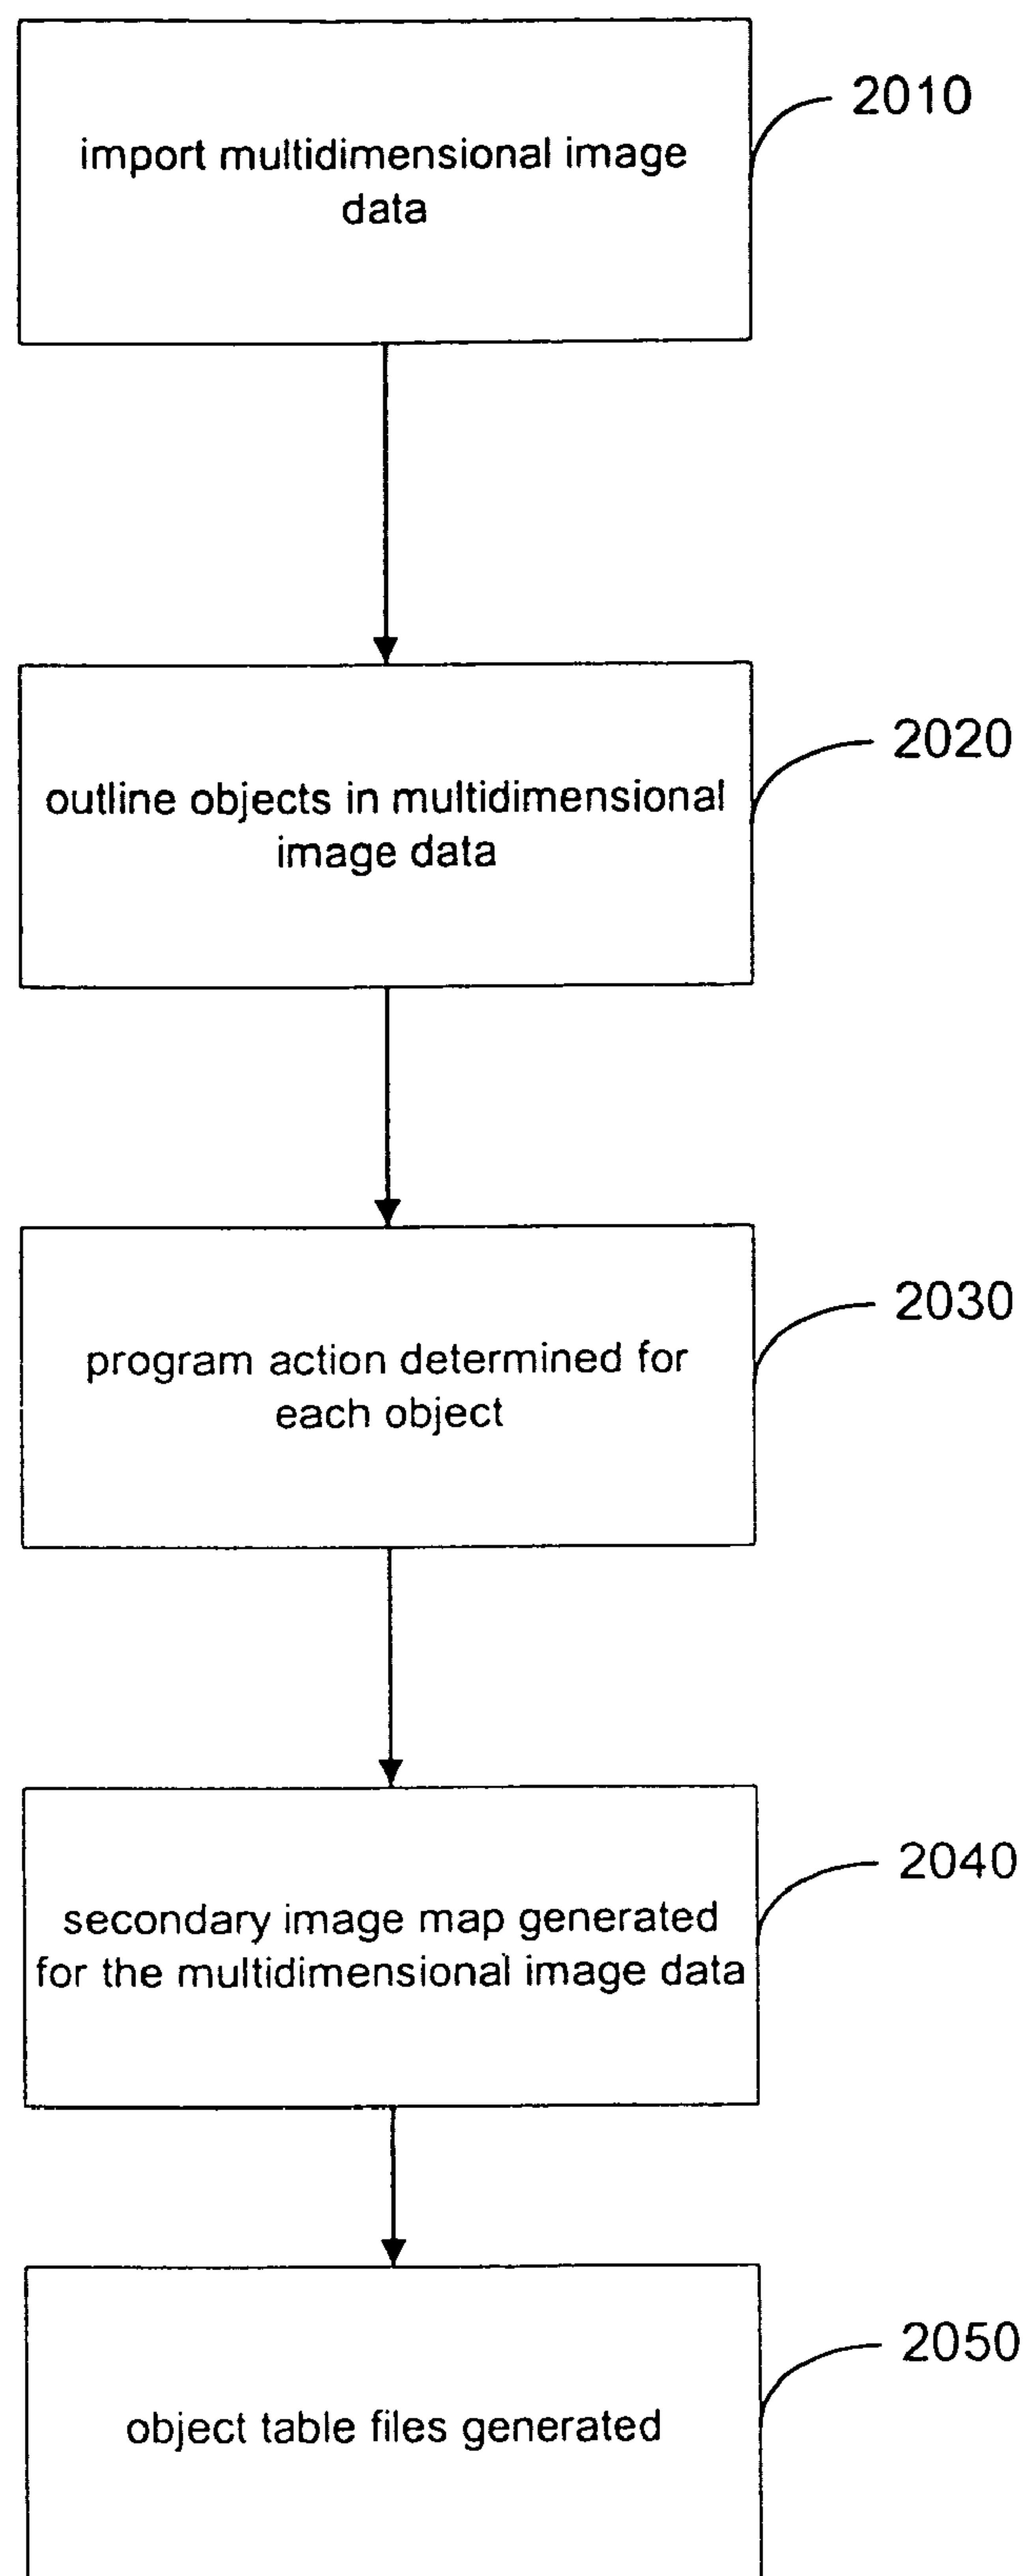 import multidimensional image
data
2010
outline objects in multidimensional
image data
2020
program action determined for
each object
2030
secondary image map generated
for the multidimensional image data
2040
object table files generated
2050